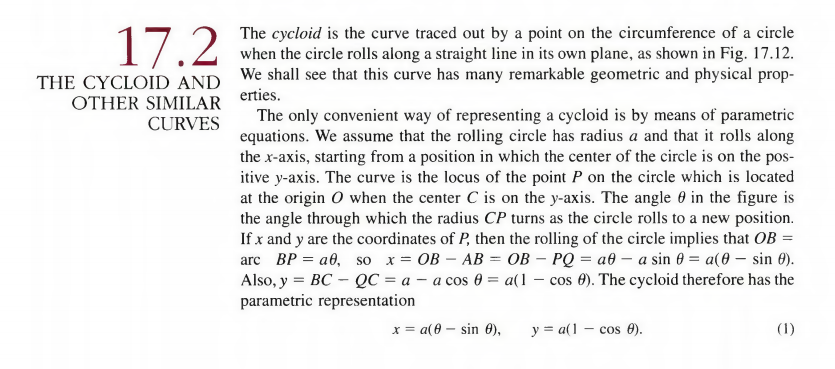 17.2
THE CYCLOID AND
OTHER SIMILAR
CURVES
The cycloid is the curve traced out by a point on the circumference of a circle
when the circle rolls along a straight line in its own plane, as shown in Fig. 17.12.
We shall see that this curve has many remarkable geometric and physical prop-
erties.
The only convenient way of representing a cycloid is by means of parametric
equations. We assume that the rolling circle has radius a and that it rolls along
the x-axis, starting from a position in which the center of the circle is on the pos-
itive y-axis. The curve is the locus of the point P on the circle which is located
at the origin O when the center C is on the y-axis. The angle θ in the figure is
the angle through which the radius CP turns as the circle rolls to a new position.
If x and y are the coordinates of P, then the rolling of the circle implies that OB =
arc BP = aθ, so x = OB − AB = OB − PQ = aθ − a sin θ = a(θ − sin θ).
Also, y = BC − QC = a − a cos θ = a(1 − cos θ). The cycloid therefore has the
parametric representation
x = a(θ − sin θ), y = a(1 − cos θ). (1)